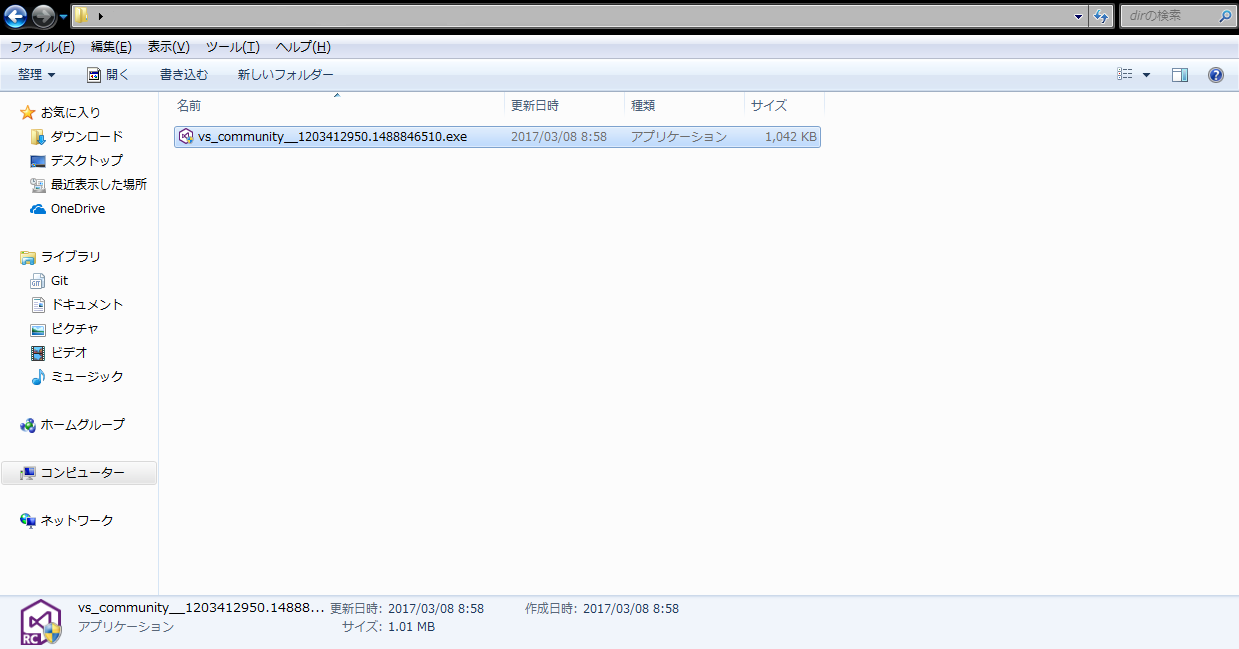 dirの検索
ファイル(F) 編集(E) 表示(V) ツール(T) ヘルプ(H)
整理 開く 書き込む 新しいフォルダー
名前 更新日時 種類 サイズ
vs_community__1203412950.1488846510.exe 2017/03/08 8:58 アプリケーション 1,042 KB
お気に入り
ダウンロード
デスクトップ
最近表示した場所
OneDrive
ライブラリ
Git
ドキュメント
ピクチャ
ビデオ
ミュージック
ホームグループ
コンピューター
ネットワーク
RC
vs_community__1203412950.14888... 更新日時: 2017/03/08 8:58 作成日時: 2017/03/08 8:58
アプリケーション サイズ: 1.01 MB